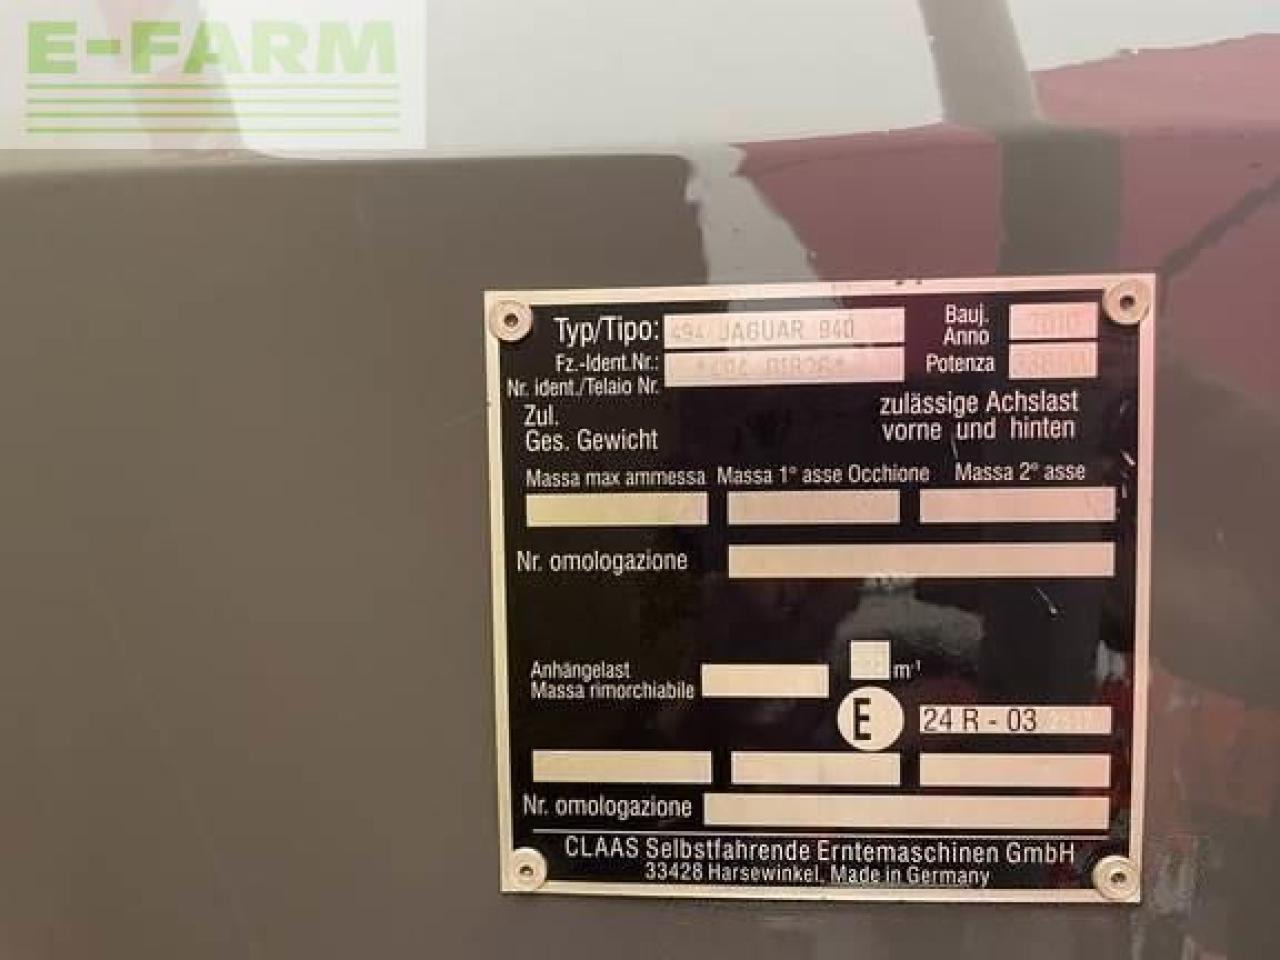 E-FARM
Typ/Tipo: 494 JAGUAR 940
Bauj.
Anno 2010
Fz.-Ident.Nr.:
Nr. ident./Telaio Nr.
Potenza
Zul.
Ges. Gewicht
zulässige Achslast
vorne und hinten
Massa max ammessa Massa 1° asse Occhione Massa 2° asse
Nr. omologazione
Anhängelast
Massa rimorchiabile
m⁻¹
E 24 R - 03
Nr. omologazione
CLAAS Selbstfahrende Erntemaschinen GmbH
33428 Harsewinkel, Made in Germany